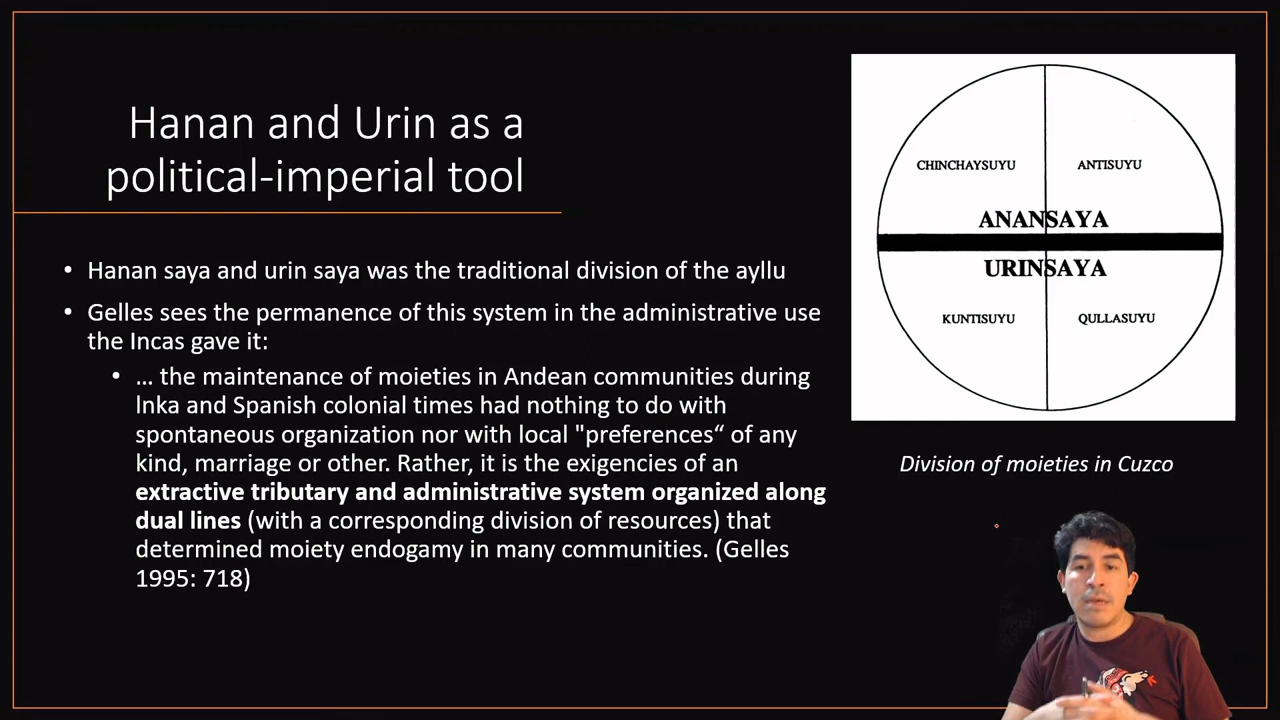 Hanan and Urin as a
political-imperial tool
• Hanan saya and urin saya was the traditional division of the ayllu
• Gelles sees the permanence of this system in the administrative use
the Incas gave it:
• … the maintenance of moieties in Andean communities during
Inka and Spanish colonial times had nothing to do with
spontaneous organization nor with local "preferences“ of any
kind, marriage or other. Rather, it is the exigencies of an
extractive tributary and administrative system organized along
dual lines (with a corresponding division of resources) that
determined moiety endogamy in many communities. (Gelles
1995: 718)
CHINCHAYSUYU
ANTISUYU
ANANSAYA
URINSAYA
KUNTISUYU
QULLASUYU
Division of moieties in Cuzco